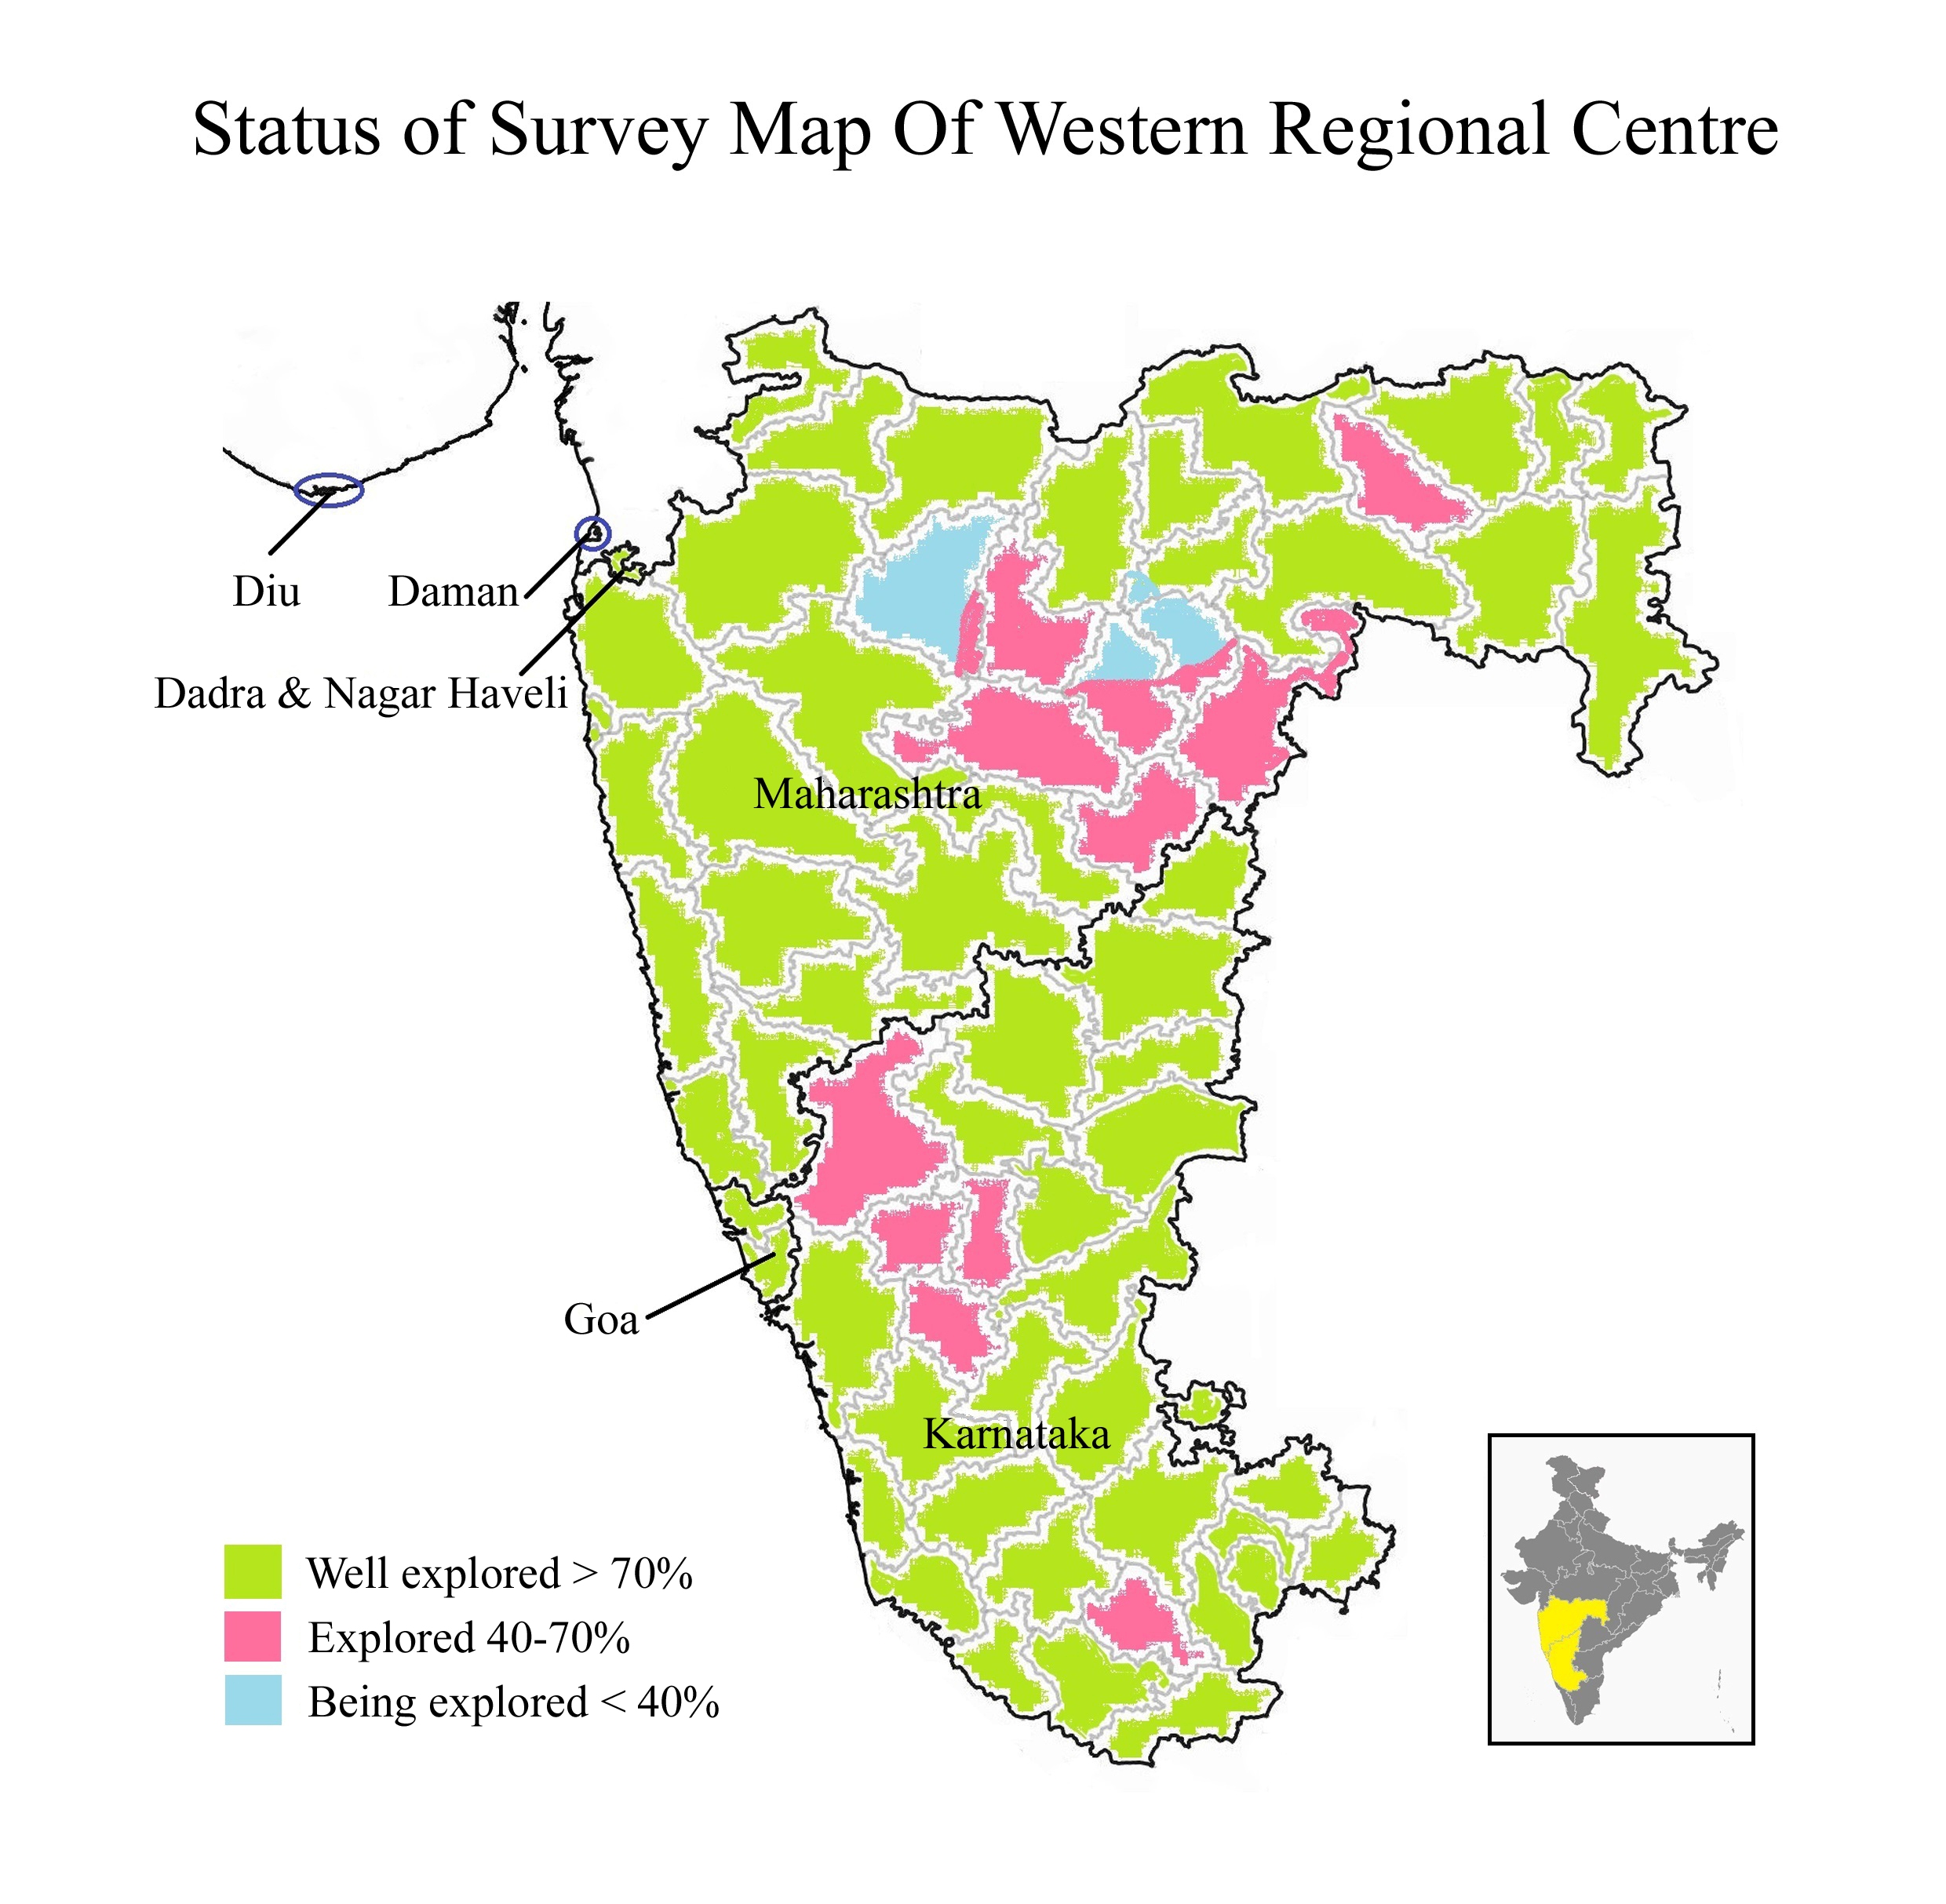 Status of Survey Map Of Western Regional Centre
Diu
Daman
Dadra & Nagar Haveli
Maharashtra
Goa
Karnataka
Well explored > 70%
Explored 40-70%
Being explored < 40%